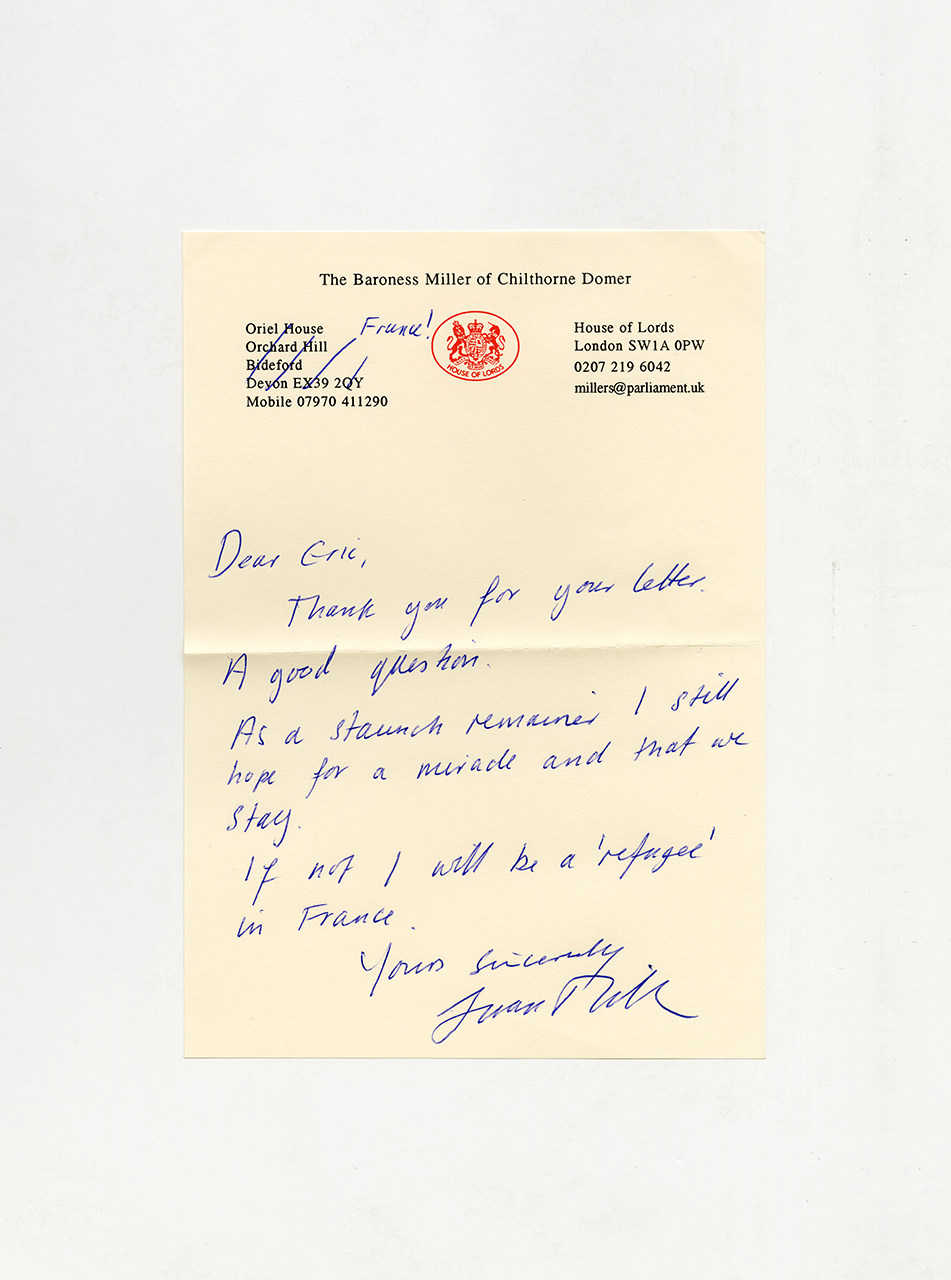 The Baroness Miller of Chilthorne Domer
Oriel House
Orchard Hill
Bideford
Devon EX39 2QY
Mobile 07970 411290
France!
HOUSE OF LORDS
House of Lords
London SW1A 0PW
0207 219 6042
millers@parliament.uk
Dear Eric,
Thank you for your letter.
A good question.
As a staunch remainer I still
hope for a miracle and that we
stay.
If not I will be a 'refugee'
in France.
Yours sincerely